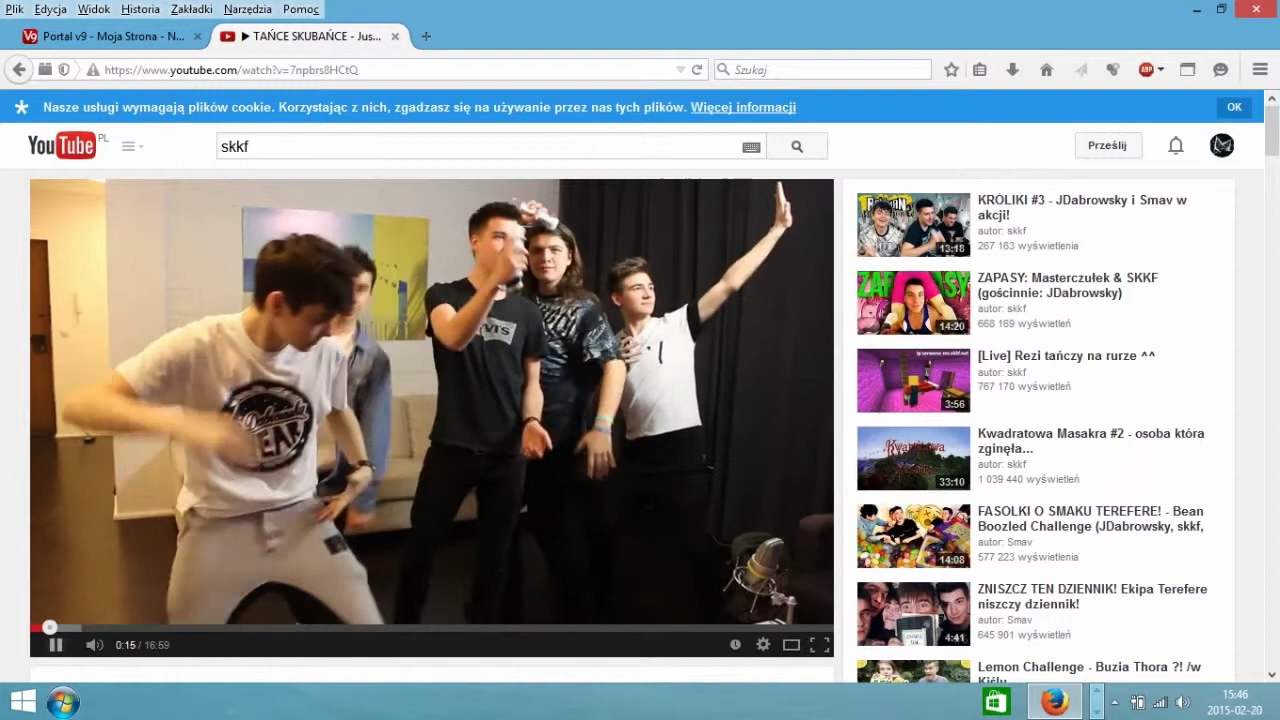 Plik Edycja Widok Historia Zakładki Narzędzia Pomoc
Portal v9 - Moja Strona - N...
▶ TAŃCE SKUBAŃCE - Jus...
https://www.youtube.com/watch?v=7npbrs8HCtQ
Szukaj
ABP
Nasze usługi wymagają plików cookie. Korzystając z nich, zgadzasz się na używanie przez nas tych plików. Więcej informacji
OK
YouTube PL
skkf
Prześlij
LEVI'S
0:15 / 16:59
KRÓLIKI #3 - JDabrowsky i Smav w
akcji!
autor: skkf
267 163 wyświetlenia
13:18
ZAPASY: Masterczułek & SKKF
(gościnnie: JDabrowsky)
autor: skkf
668 169 wyświetleń
14:20
[Live] Rezi tańczy na rurze ^^
autor: skkf
767 170 wyświetleń
3:56
Kwadratowa Masakra #2 - osoba która
zginęła...
autor: skkf
1 039 440 wyświetleń
33:10
FASOLKI O SMAKU TEREFERE! - Bean
Boozled Challenge (JDabrowsky, skkf,
autor: Smav
577 223 wyświetlenia
14:08
ZNISZCZ TEN DZIENNIK! Ekipa Terefere
niszczy dziennik!
autor: Smav
645 901 wyświetleń
4:41
Lemon Challenge - Buzia Thora ?! /w
15:46
2015-02-20